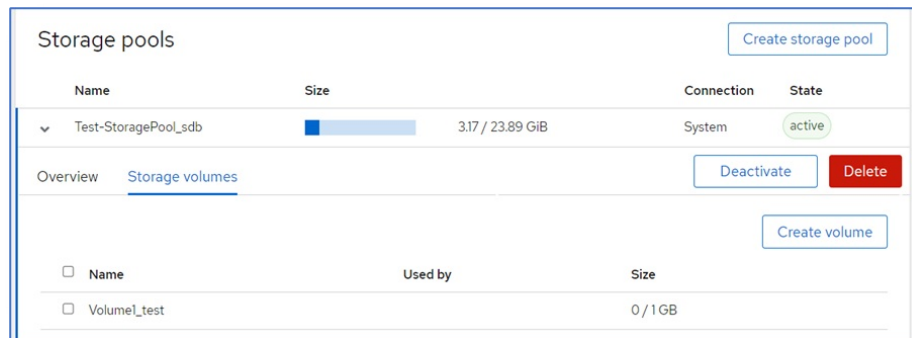 Storage pools
Create storage pool
Name Size Connection State
Test-StoragePool_sdb 3.17 / 23.89 GiB System active
Overview Storage volumes Deactivate Delete
Create volume
Name Used by Size
Volume1_test 0 / 1 GB